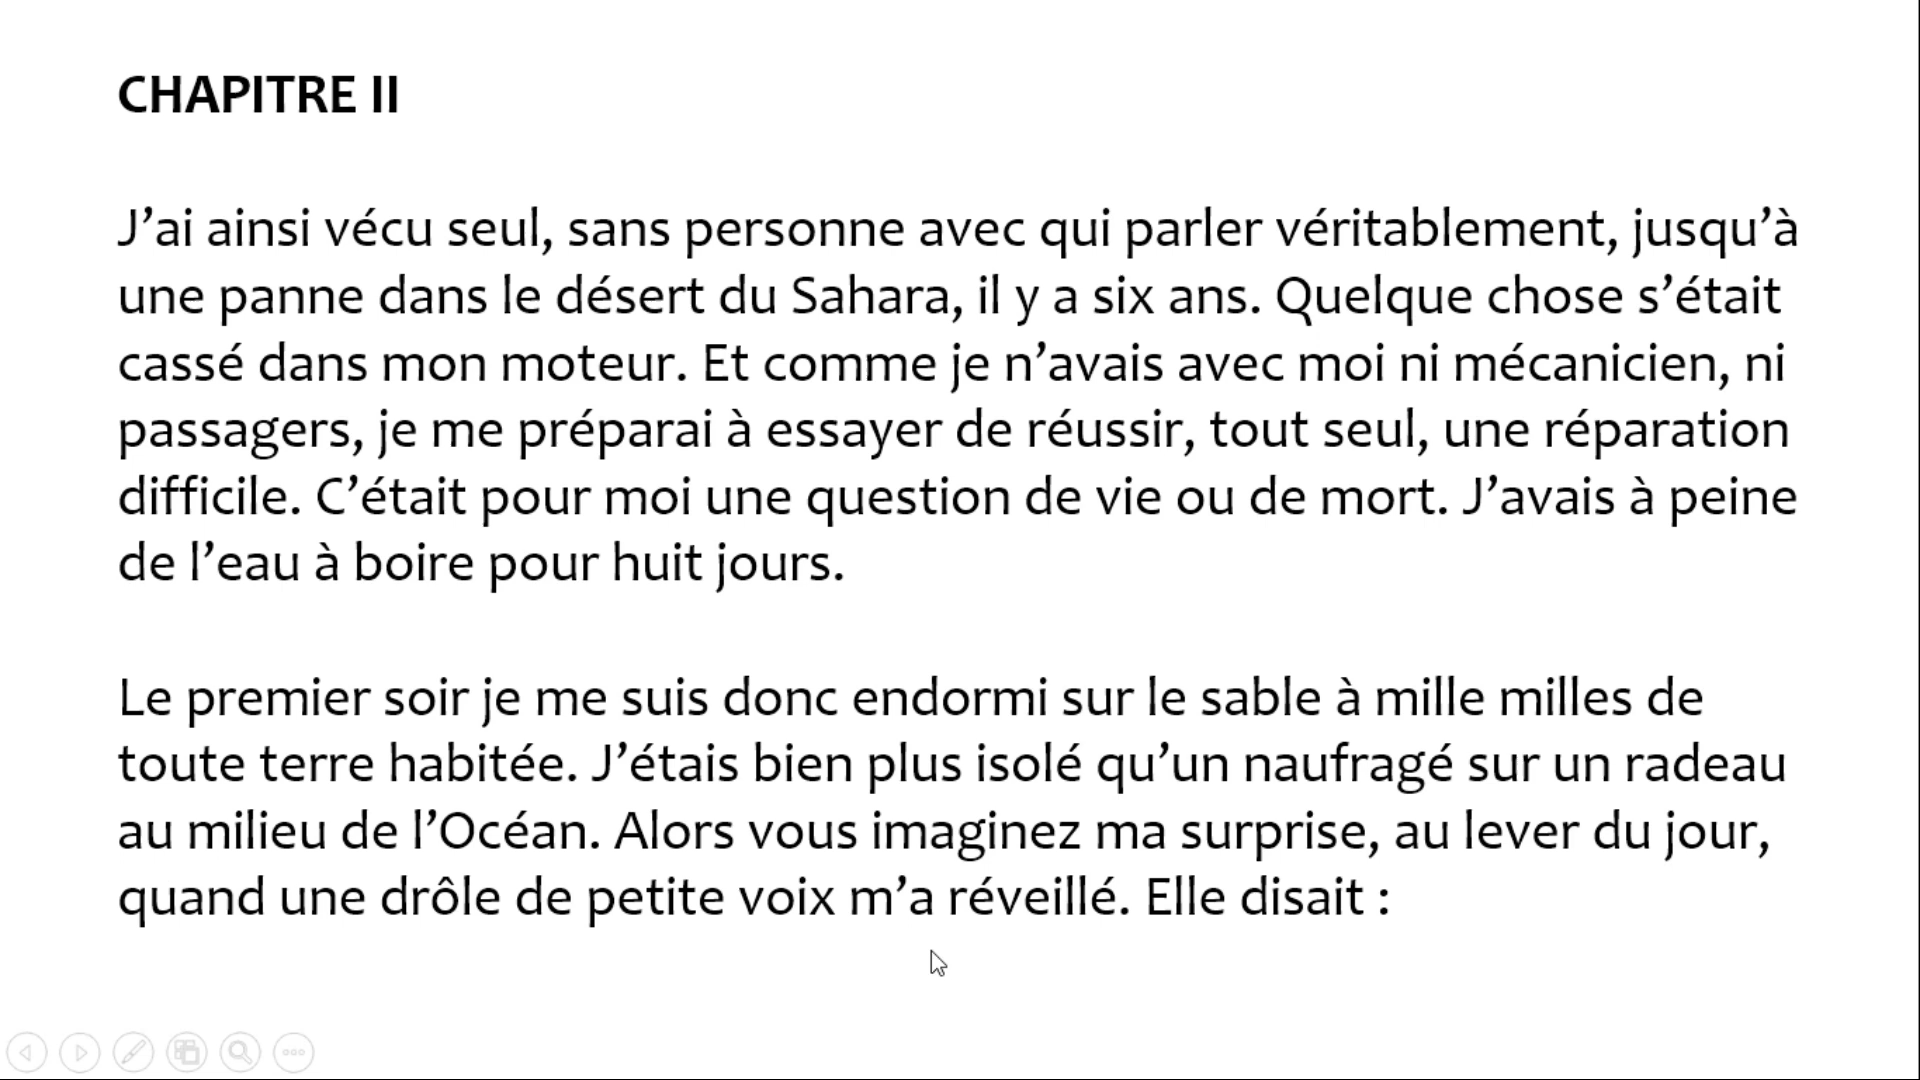 CHAPITRE II
J’ai ainsi vécu seul, sans personne avec qui parler véritablement, jusqu’à
une panne dans le désert du Sahara, il y a six ans. Quelque chose s’était
cassé dans mon moteur. Et comme je n’avais avec moi ni mécanicien, ni
passagers, je me préparai à essayer de réussir, tout seul, une réparation
difficile. C’était pour moi une question de vie ou de mort. J’avais à peine
de l’eau à boire pour huit jours.
Le premier soir je me suis donc endormi sur le sable à mille milles de
toute terre habitée. J’étais bien plus isolé qu’un naufragé sur un radeau
au milieu de l’Océan. Alors vous imaginez ma surprise, au lever du jour,
quand une drôle de petite voix m’a réveillé. Elle disait :